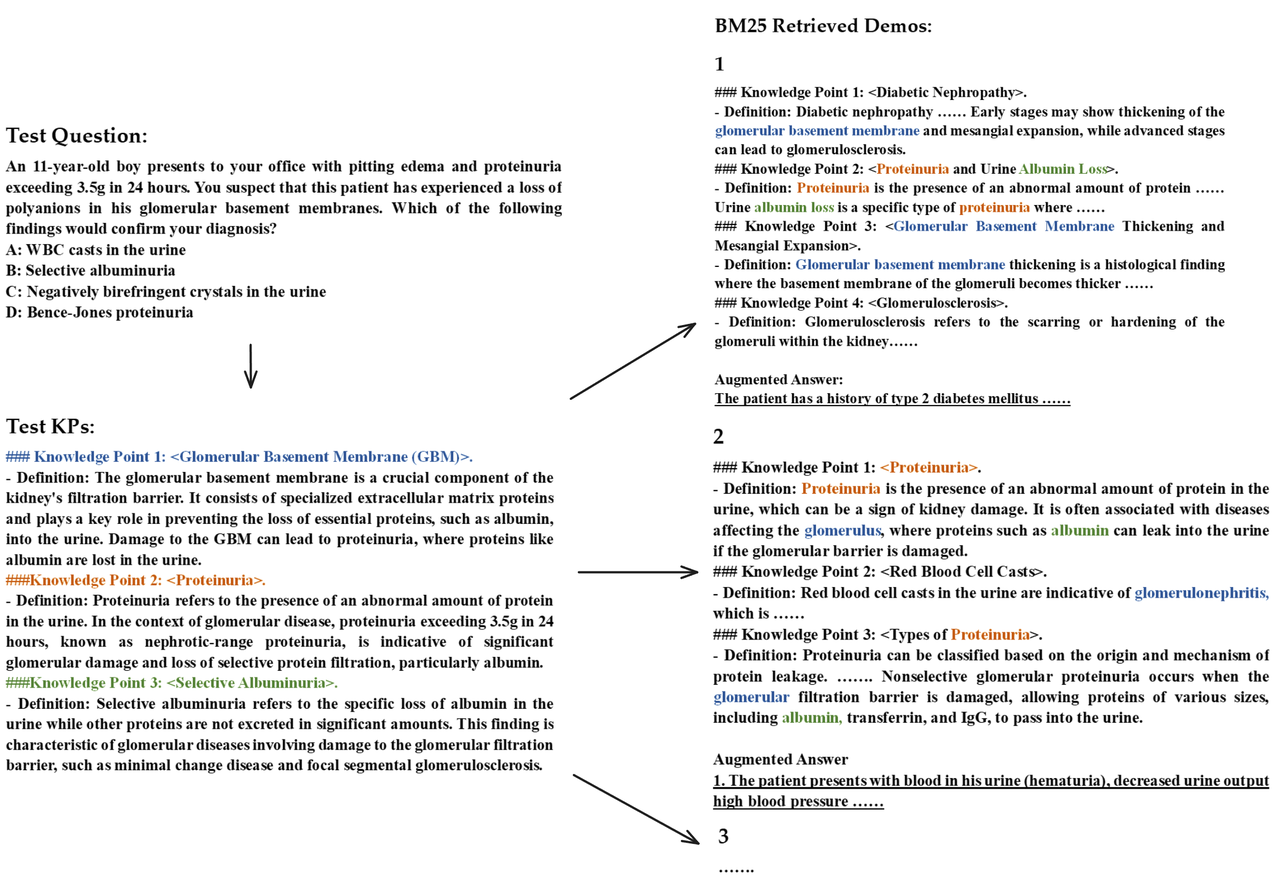 Test Question:
An 11-year-old boy presents to your office with pitting edema and proteinuria
exceeding 3.5g in 24 hours. You suspect that this patient has experienced a loss of
polyanions in his glomerular basement membranes. Which of the following
findings would confirm your diagnosis?
A: WBC casts in the urine
B: Selective albuminuria
C: Negatively birefringent crystals in the urine
D: Bence-Jones proteinuria
Test KPs:
### Knowledge Point 1: <Glomerular Basement Membrane (GBM)>.
- Definition: The glomerular basement membrane is a crucial component of the
kidney's filtration barrier. It consists of specialized extracellular matrix proteins
and plays a key role in preventing the loss of essential proteins, such as albumin,
into the urine. Damage to the GBM can lead to proteinuria, where proteins like
albumin are lost in the urine.
###Knowledge Point 2: <Proteinuria>.
- Definition: Proteinuria refers to the presence of an abnormal amount of protein
in the urine. In the context of glomerular disease, proteinuria exceeding 3.5g in 24
hours, known as nephrotic-range proteinuria, is indicative of significant
glomerular damage and loss of selective protein filtration, particularly albumin.
###Knowledge Point 3: <Selective Albuminuria>.
- Definition: Selective albuminuria refers to the specific loss of albumin in the
urine while other proteins are not excreted in significant amounts. This finding is
characteristic of glomerular diseases involving damage to the glomerular filtration
barrier, such as minimal change disease and focal segmental glomerulosclerosis.
BM25 Retrieved Demos:
1
### Knowledge Point 1: <Diabetic Nephropathy>.
- Definition: Diabetic nephropathy …… Early stages may show thickening of the
glomerular basement membrane and mesangial expansion, while advanced stages
can lead to glomerulosclerosis.
### Knowledge Point 2: <Proteinuria and Urine Albumin Loss>.
- Definition: Proteinuria is the presence of an abnormal amount of protein ……
Urine albumin loss is a specific type of proteinuria where ……
### Knowledge Point 3: <Glomerular Basement Membrane Thickening and
Mesangial Expansion>.
- Definition: Glomerular basement membrane thickening is a histological finding
where the basement membrane of the glomeruli becomes thicker ……
### Knowledge Point 4: <Glomerulosclerosis>.
- Definition: Glomerulosclerosis refers to the scarring or hardening of the
glomeruli within the kidney……
Augmented Answer:
The patient has a history of type 2 diabetes mellitus ……
2
### Knowledge Point 1: <Proteinuria>.
- Definition: Proteinuria is the presence of an abnormal amount of protein in the
urine, which can be a sign of kidney damage. It is often associated with diseases
affecting the glomerulus, where proteins such as albumin can leak into the urine
if the glomerular barrier is damaged.
### Knowledge Point 2: <Red Blood Cell Casts>.
- Definition: Red blood cell casts in the urine are indicative of glomerulonephritis,
which is ……
### Knowledge Point 3: <Types of Proteinuria>.
- Definition: Proteinuria can be classified based on the origin and mechanism of
protein leakage. ……. Nonselective glomerular proteinuria occurs when the
glomerular filtration barrier is damaged, allowing proteins of various sizes,
including albumin, transferrin, and IgG, to pass into the urine.
Augmented Answer
1. The patient presents with blood in his urine (hematuria), decreased urine output
high blood pressure ……
3
…….